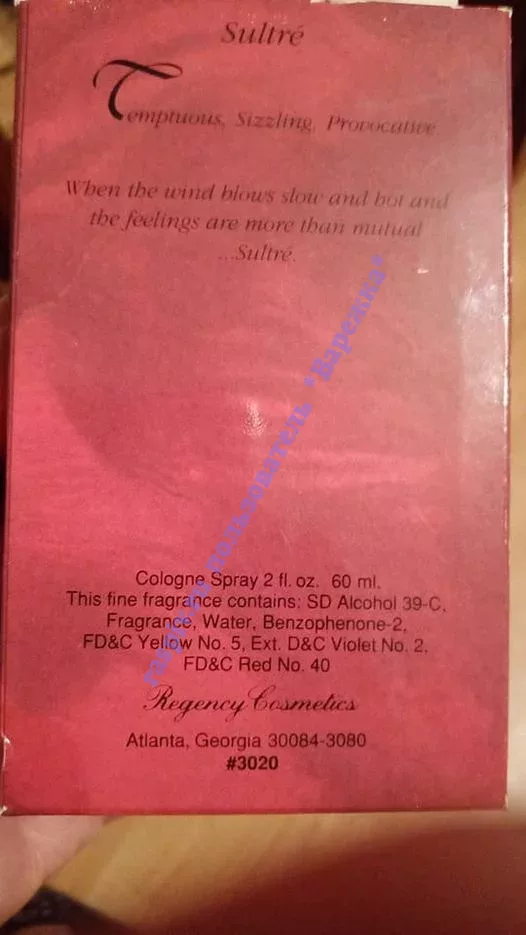 Sultré
Temptuous, Sizzling, Provocative
When the wind blows slow and hot and
the feelings are more than mutual
...Sultré.
пользователь "Варежка"
Cologne Spray 2 fl. oz. 60 ml.
This fine fragrance contains: SD Alcohol 39-C,
Fragrance, Water, Benzophenone-2,
FD&C Yellow No. 5, Ext. D&C Violet No. 2,
FD&C Red No. 40
Regency Cosmetics
Atlanta, Georgia 30084-3080
#3020